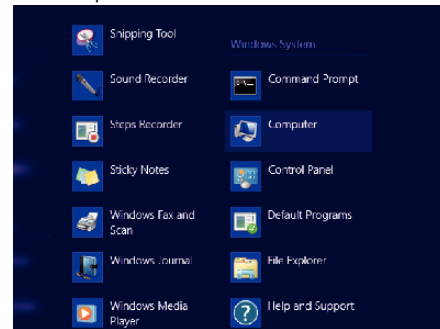 Snipping Tool
Sound Recorder
Steps Recorder
Sticky Notes
Windows Fax and
Scan
Windows Journal
Windows Media
Player
Windows System
Command Prompt
Computer
Control Panel
Default Programs
File Explorer
Help and Support